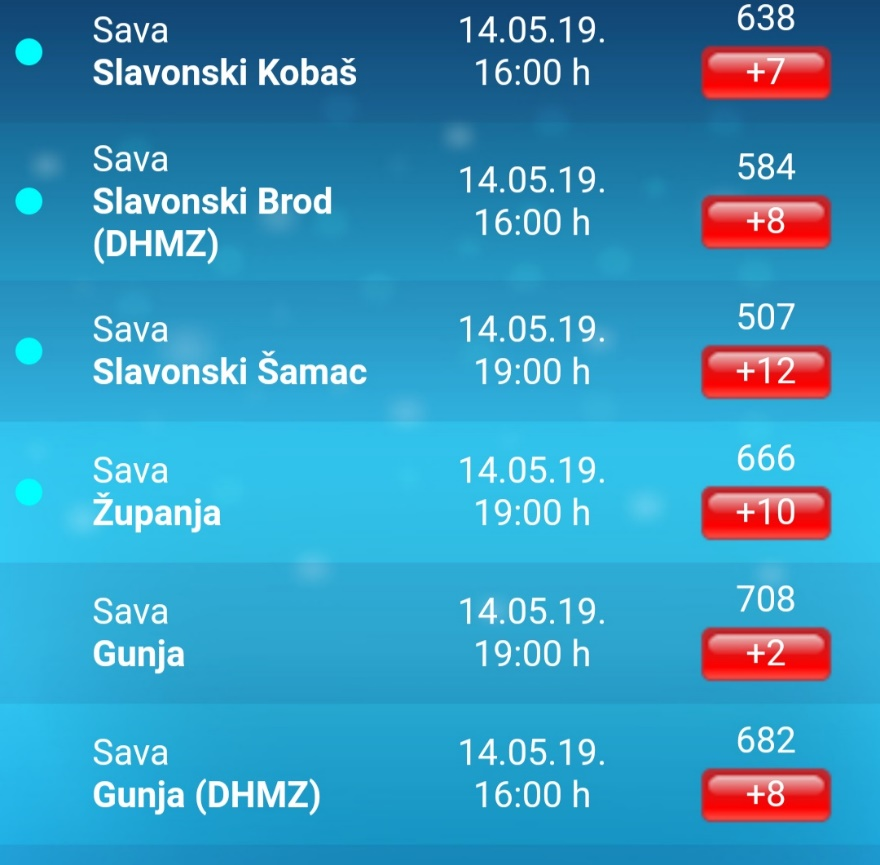 Sava
Slavonski Kobaš
14.05.19.
16:00 h
638
+7
Sava
Slavonski Brod
(DHMZ)
14.05.19.
16:00 h
584
+8
Sava
Slavonski Šamac
14.05.19.
19:00 h
507
+12
Sava
Županja
14.05.19.
19:00 h
666
+10
Sava
Gunja
14.05.19.
19:00 h
708
+2
Sava
Gunja (DHMZ)
14.05.19.
16:00 h
682
+8